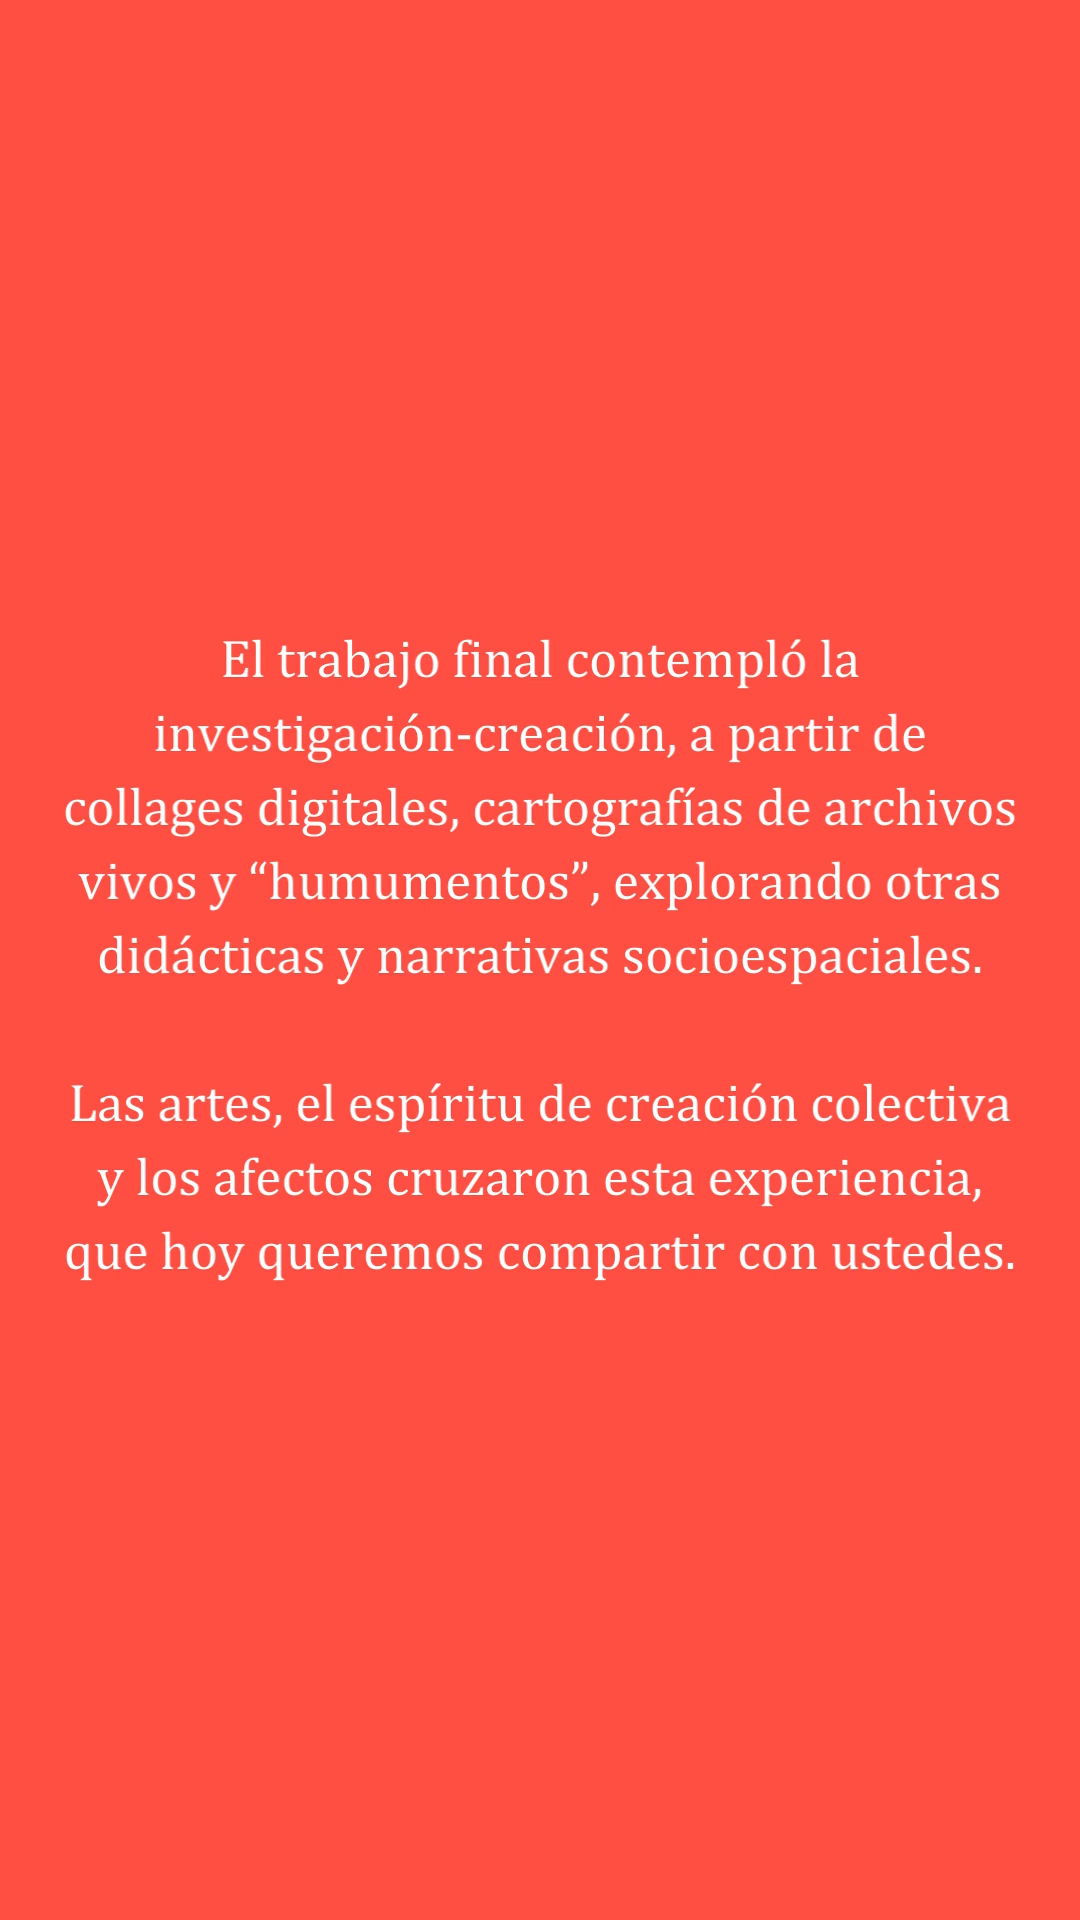 El trabajo final contempló la
investigación-creación, a partir de
collages digitales, cartografías de archivos
vivos y “humumentos”, explorando otras
didácticas y narrativas socioespaciales.
Las artes, el espíritu de creación colectiva
y los afectos cruzaron esta experiencia,
que hoy queremos compartir con ustedes.